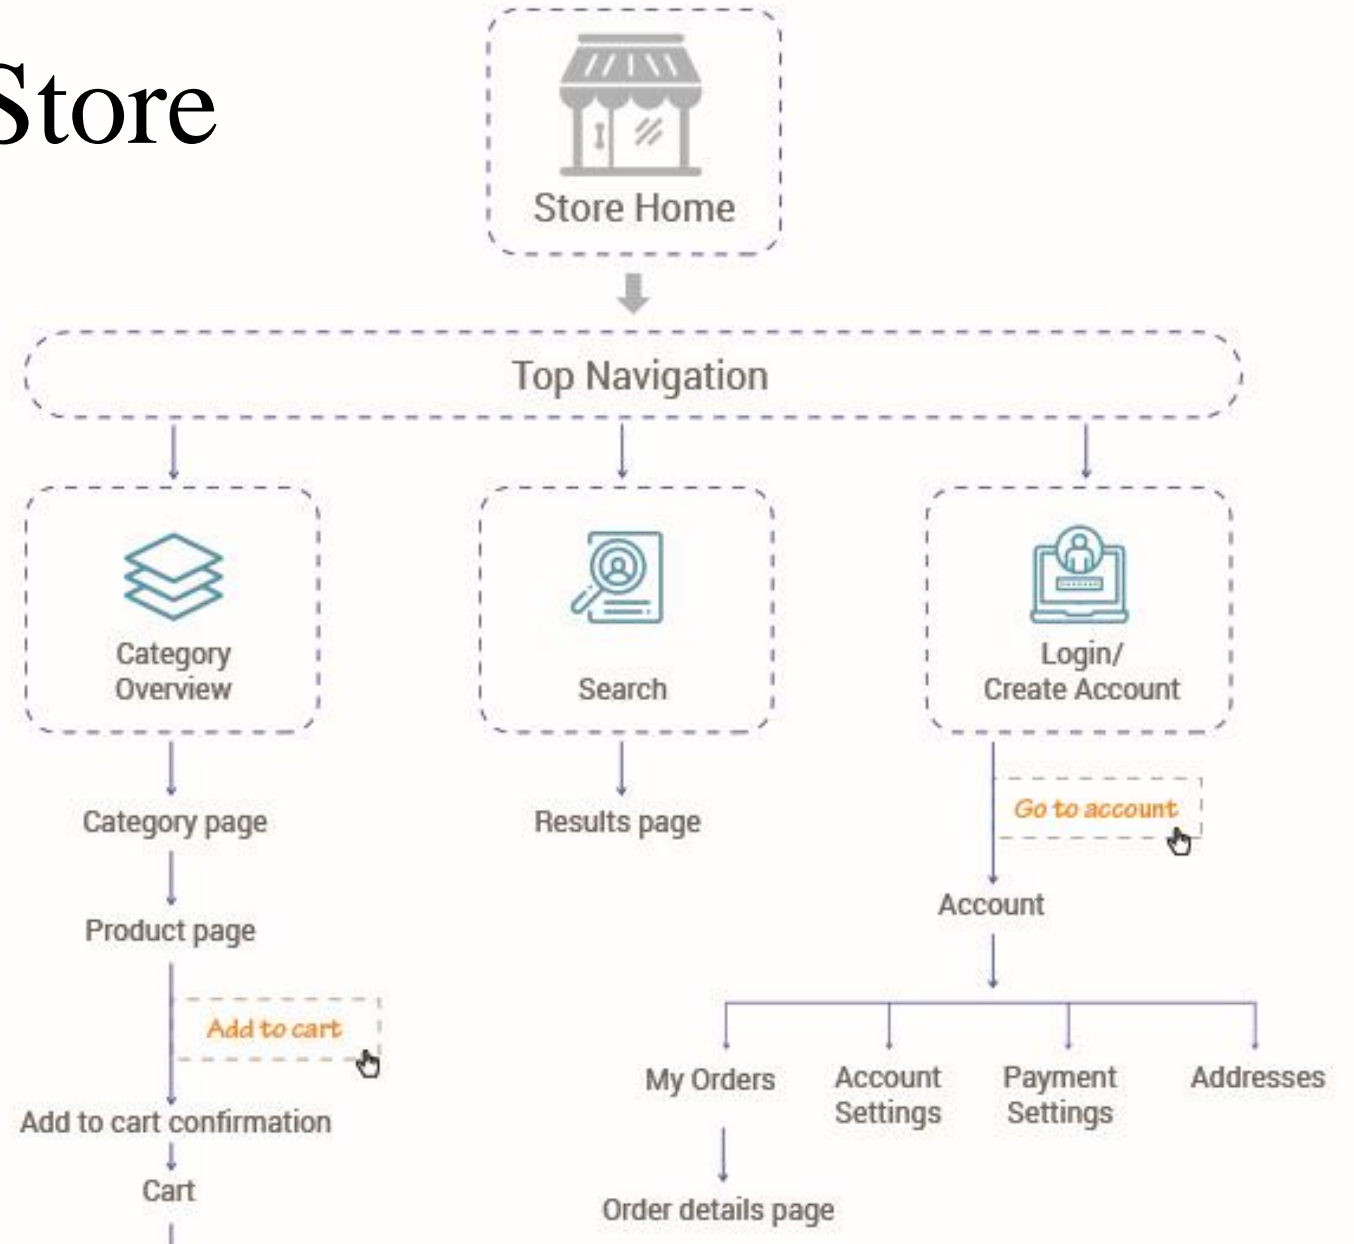 Store
Store Home
Top Navigation
Category
Overview
Search
Login/
Create Account
Category page
Results page
Go to account
Product page
Account
Add to cart
My Orders
Account
Settings
Payment
Settings
Addresses
Add to cart confirmation
Cart
Order details page